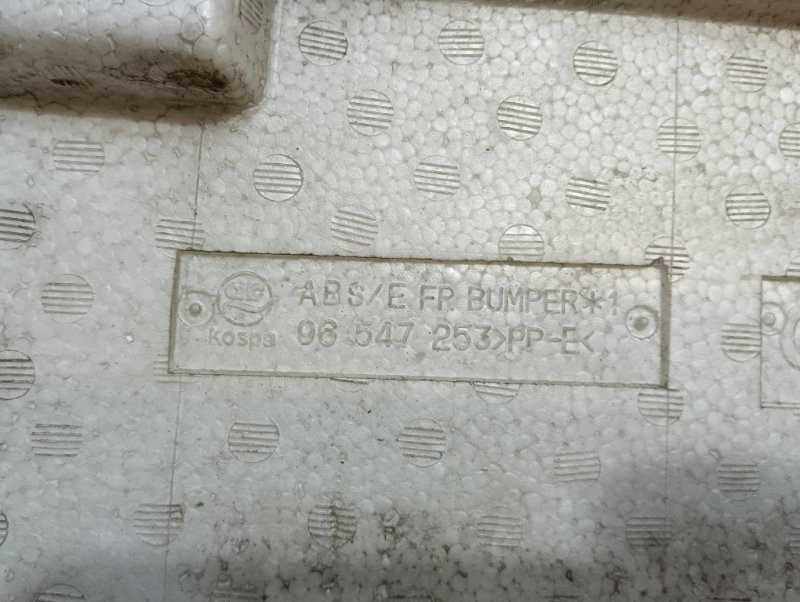 ABS/E FR BUMPER*1
kospa 96 547 253>PP-E<